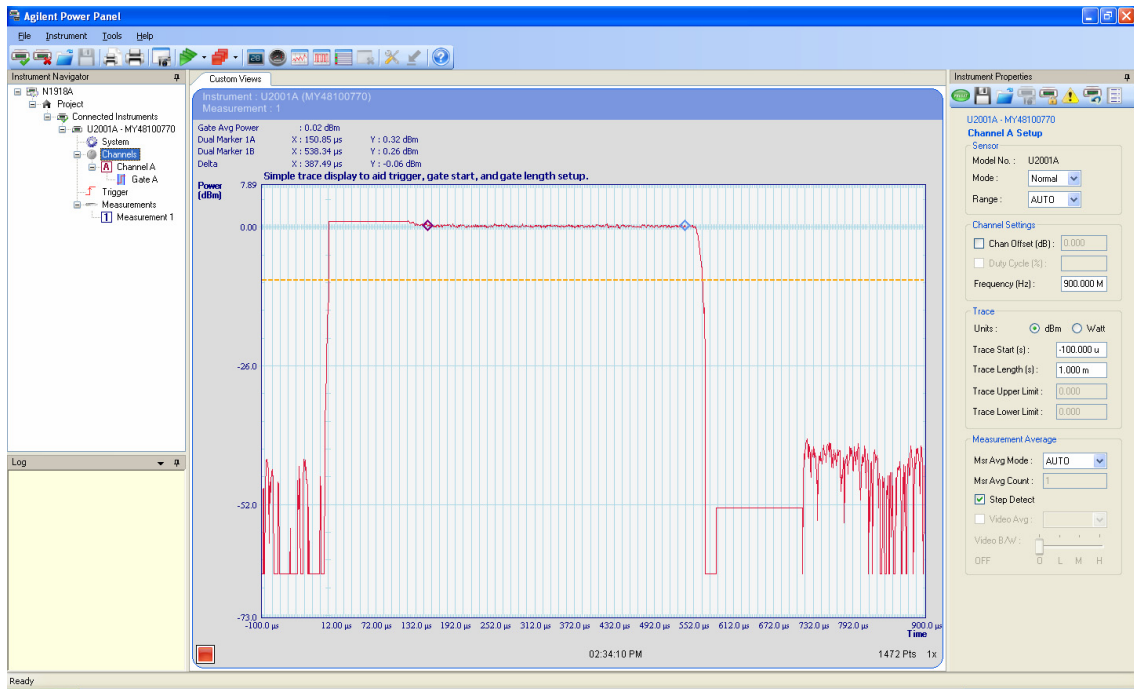 Agilent Power Panel
File Instrument Tools Help
Instrument Navigator
N1918A
Project
Connected Instruments
U2001A - MY48100770
System
Channels
A Channel A
Gate A
Trigger
Measurements
1 Measurement 1
Log
Custom Views
Instrument : U2001A (MY48100770)
Measurement : 1
Gate Avg Power : 0.02 dBm
Dual Marker 1A X : 150.85 µs Y : 0.32 dBm
Dual Marker 1B X : 538.34 µs Y : 0.26 dBm
Delta X : 387.49 µs Y : -0.06 dBm
Simple trace display to aid trigger, gate start, and gate length setup.
Power (dBm)
7.89
0.00
-26.0
-52.0
-73.0
-100.0 µs 12.00 µs 72.00 µs 132.0 µs 192.0 µs 252.0 µs 312.0 µs 372.0 µs 432.0 µs 492.0 µs 552.0 µs 612.0 µs 672.0 µs 732.0 µs 792.0 µs 900.0 µs
Time
02:34:10 PM 1472 Pts 1x
Instrument Properties
U2001A - MY48100770
Channel A Setup
Sensor
Model No. : U2001A
Mode : Normal
Range : AUTO
Channel Settings
Chan Offset (dB) : 0.000
Duty Cycle (%) :
Frequency (Hz) : 900.000 M
Trace
Units : dBm Watt
Trace Start (s) : -100.000 u
Trace Length (s) : 1.000 m
Trace Upper Limit : 0.000
Trace Lower Limit : 0.000
Measurement Average
Msr Avg Mode : AUTO
Msr Avg Count : 1
Step Detect
Video Avg :
Video B/W :
OFF O L M H
Ready